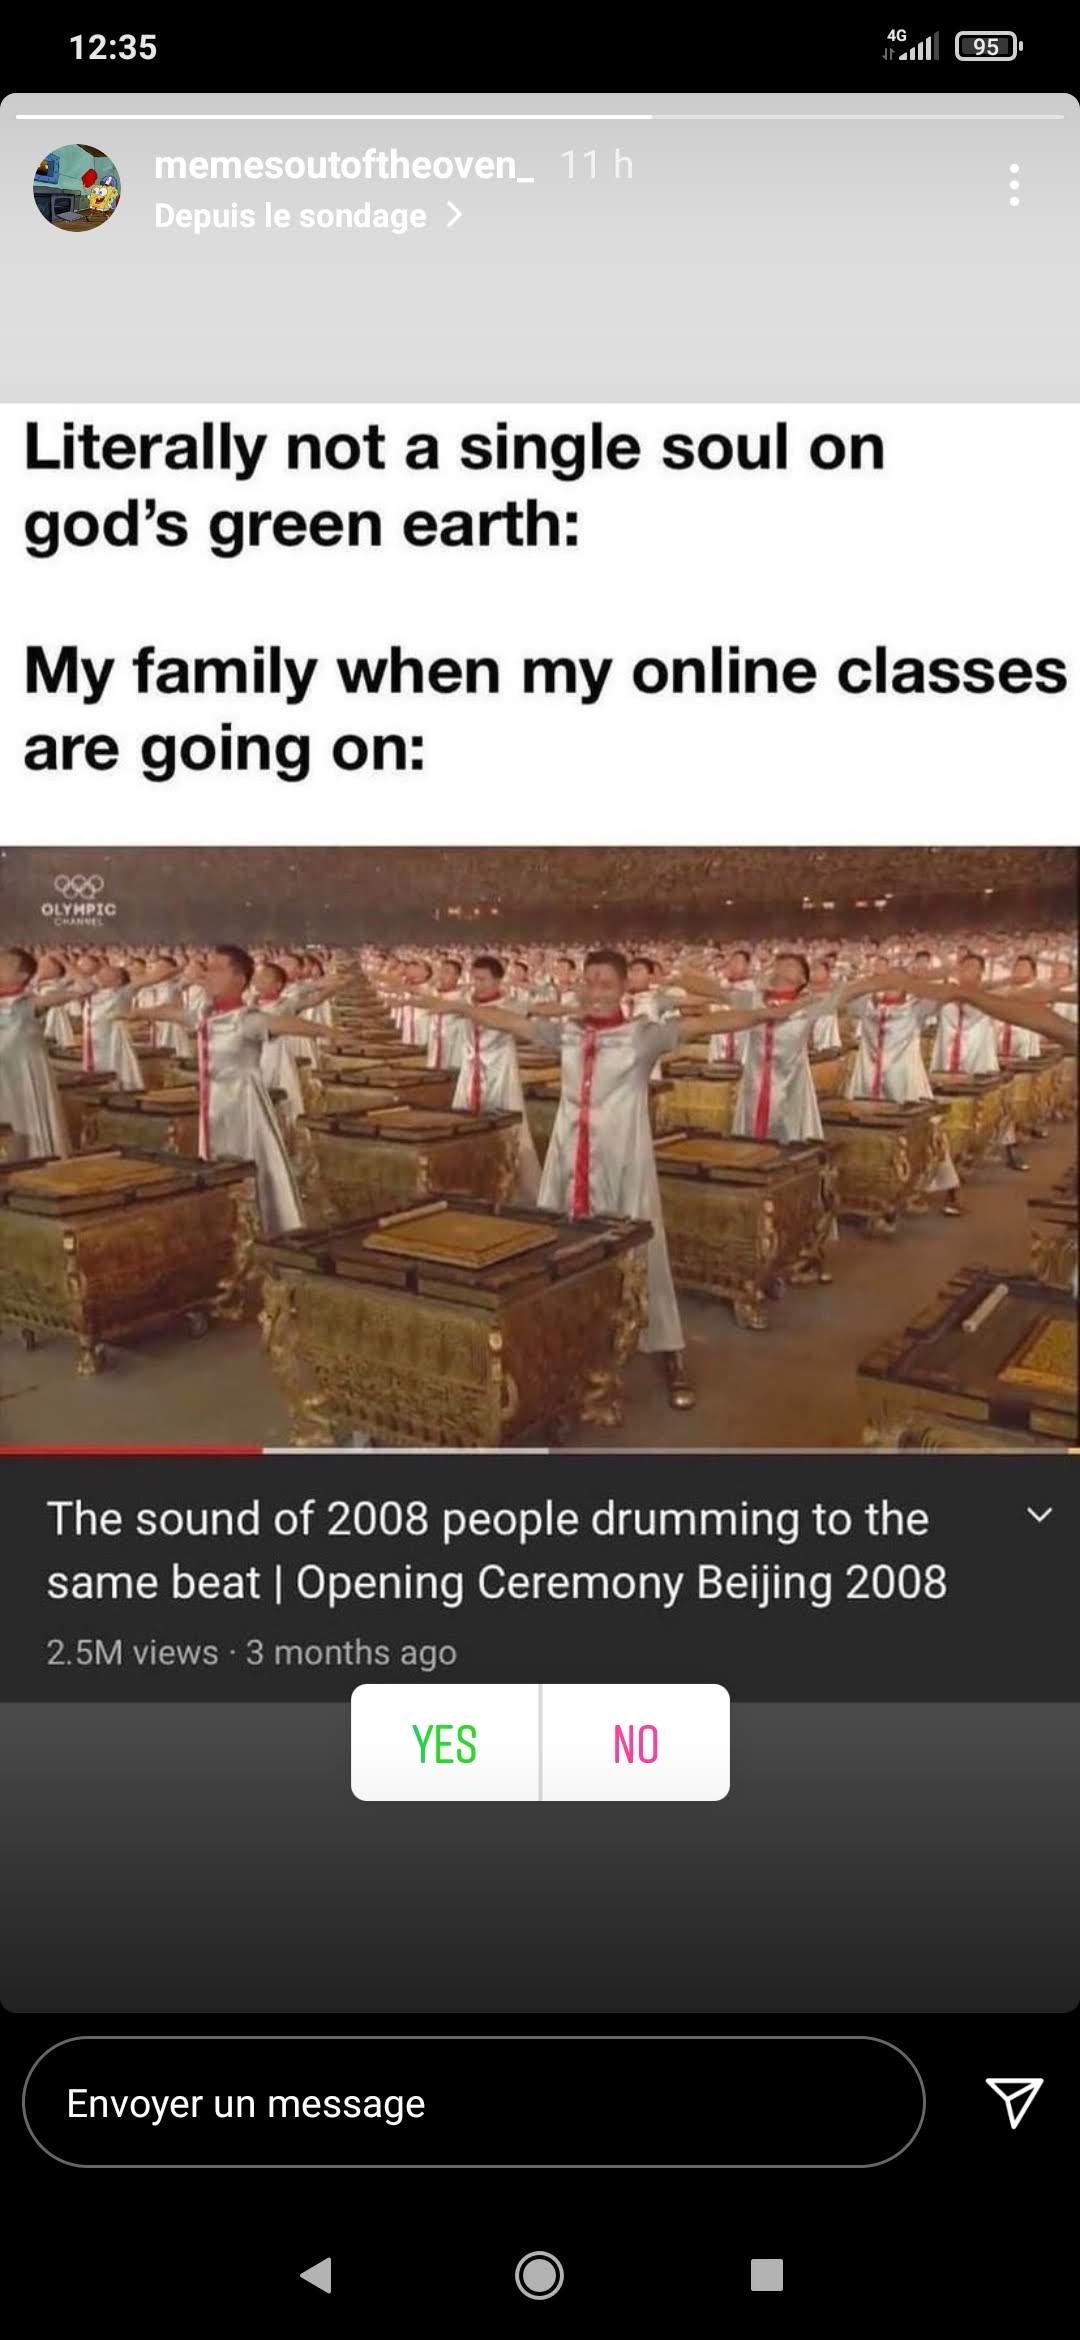 12:35
4G
95
memesoutoftheoven_ 11 h
Depuis le sondage
Literally not a single soul on
god's green earth:
My family when my online classes
are going on:
OLYMPIC
CHANNEL
The sound of 2008 people drumming to the
same beat | Opening Ceremony Beijing 2008
2.5M views · 3 months ago
YES
NO
Envoyer un message